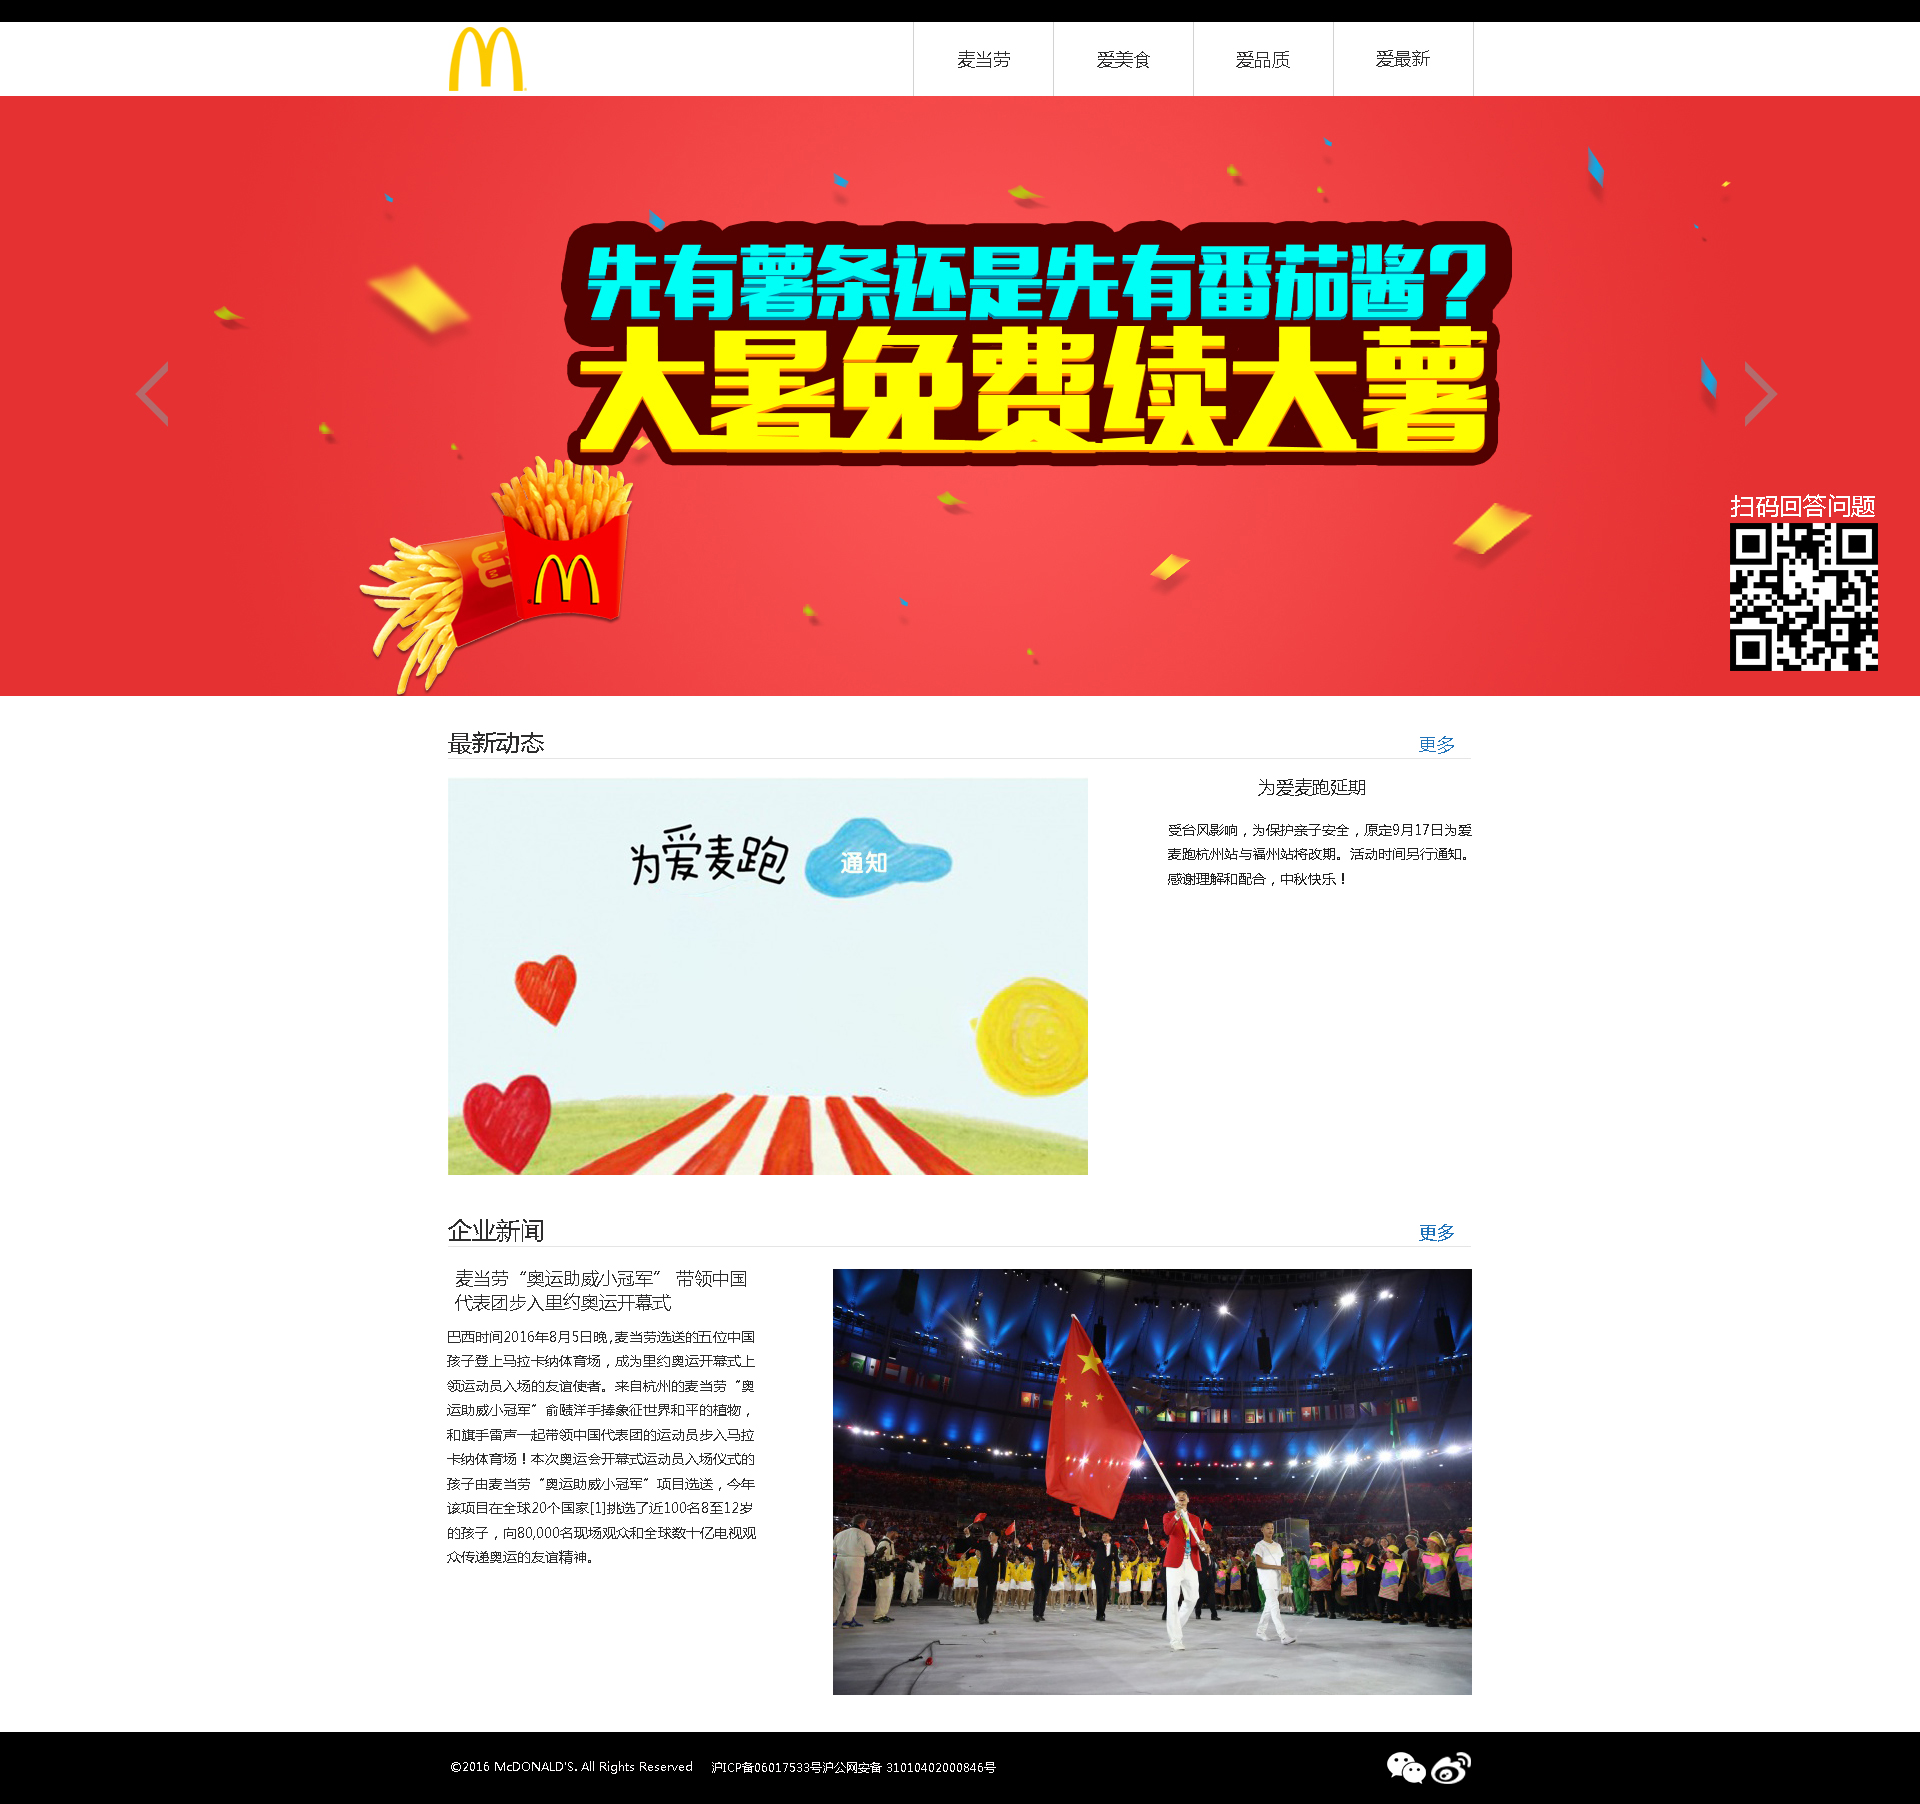 麦当劳
爱美食
爱品质
爱最新
先有薯条还是先有番茄酱?
大暑免费续大薯
扫码回答问题
最新动态
更多
为爱麦跑
通知
为爱麦跑延期
受台风影响，为保护亲子安全，原定9月17日为爱
麦跑杭州站与福州站将改期。活动时间另行通知。
感谢理解和配合，中秋快乐！
企业新闻
更多
麦当劳“奥运助威小冠军” 带领中国
代表团步入里约奥运开幕式
巴西时间2016年8月5日晚,麦当劳选送的五位中国
孩子登上马拉卡纳体育场，成为里约奥运开幕式上
领运动员入场的友谊使者。来自杭州的麦当劳“奥
运助威小冠军”俞赜洋手捧象征世界和平的植物，
和旗手雷声一起带领中国代表团的运动员步入马拉
卡纳体育场！本次奥运会开幕式运动员入场仪式的
孩子由麦当劳“奥运助威小冠军”项目选送，今年
该项目在全球20个国家[1]挑选了近100名8至12岁
的孩子，向80,000名现场观众和全球数十亿电视观
众传递奥运的友谊精神。
©2016 McDONALD'S. All Rights Reserved 沪ICP备06017533号沪公网安备 31010402000846号